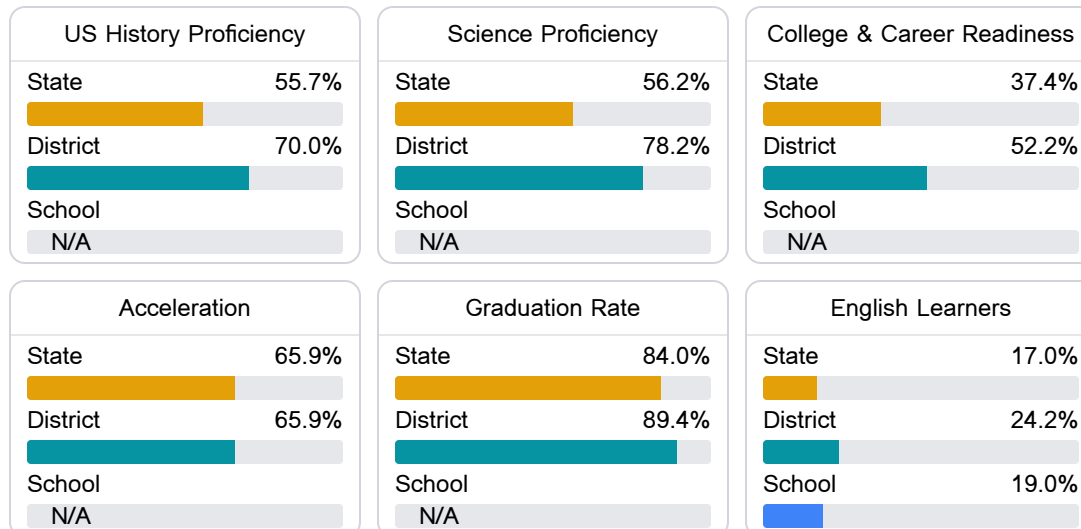 US History Proficiency
State 55.7%
District 70.0%
School
N/A
Science Proficiency
State 56.2%
District 78.2%
School
N/A
College & Career Readiness
State 37.4%
District 52.2%
School
N/A
Acceleration
State 65.9%
District 65.9%
School
N/A
Graduation Rate
State 84.0%
District 89.4%
School
N/A
English Learners
State 17.0%
District 24.2%
School 19.0%